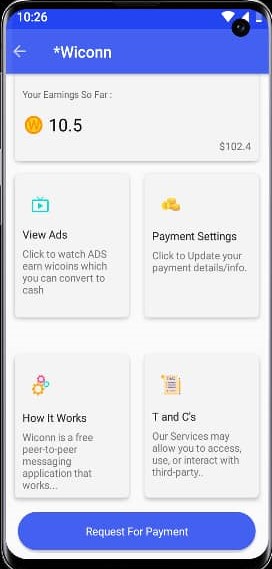 10:26
*Wiconn
Your Earnings So Far :
10.5
$102.4
View Ads
Click to watch ADS
earn wicoins which
you can convert to
cash
Payment Settings
Click to Update your
payment details/info.
How It Works
Wiconn is a free
peer-to-peer
messaging
application that
works...
T and C's
Our Services may
allow you to access,
use, or interact with
third-party..
Request For Payment